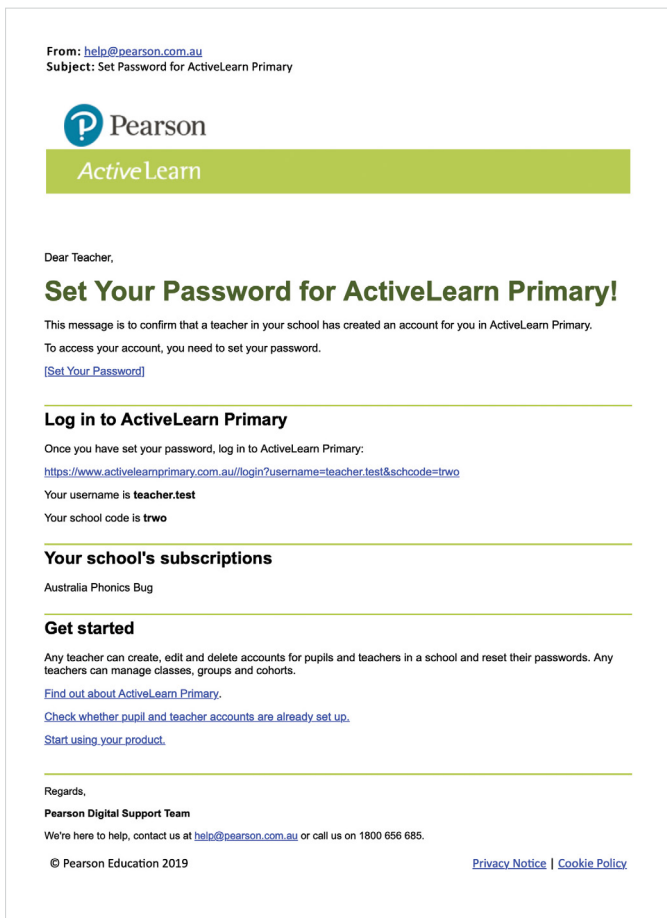 From: help@pearson.com.au
Subject: Set Password for ActiveLearn Primary
Pearson
ActiveLearn
Dear Teacher,
Set Your Password for ActiveLearn Primary!
This message is to confirm that a teacher in your school has created an account for you in ActiveLearn Primary.
To access your account, you need to set your password.
[Set Your Password]
Log in to ActiveLearn Primary
Once you have set your password, log in to ActiveLearn Primary:
https://www.activelearnprimary.com.au//login?username=teacher.test&schcode=trwo
Your username is teacher.test
Your school code is trwo
Your school's subscriptions
Australia Phonics Bug
Get started
Any teacher can create, edit and delete accounts for pupils and teachers in a school and reset their passwords. Any
teachers can manage classes, groups and cohorts.
Find out about ActiveLearn Primary.
Check whether pupil and teacher accounts are already set up.
Start using your product.
Regards,
Pearson Digital Support Team
We're here to help, contact us at help@pearson.com.au or call us on 1800 656 685.
© Pearson Education 2019 Privacy Notice | Cookie Policy